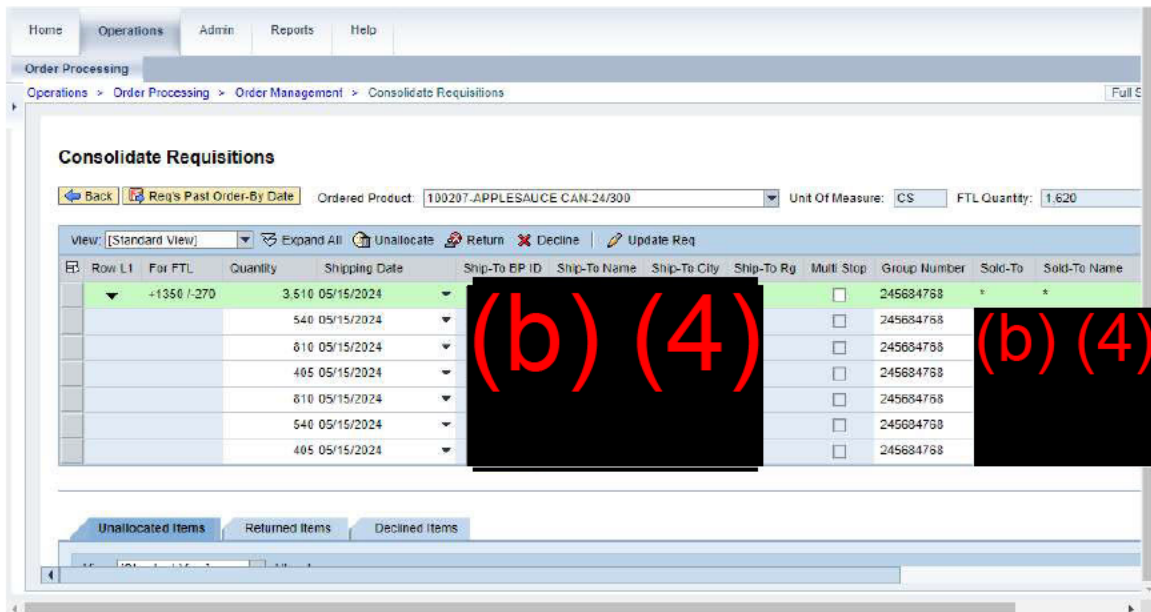 Home Operations Admin Reports Help
Order Processing
Operations > Order Processing > Order Management > Consolidate Requisitions Full S
Consolidate Requisitions
Back Req's Past Order-By Date Ordered Product: 100207-APPLESAUCE CAN-24/300 Unit Of Measure: CS FTL Quantity: 1,620
View: [Standard View] Expand All Unallocate Return Decline Update Req
Row L1 For FTL Quantity Shipping Date Ship-To BP ID Ship-To Name Ship-To City Ship-To Rg Multi Stop Group Number Sold-To Sold-To Name
+1350 /-270 3,510 05/15/2024 245684768 * *
540 05/15/2024 245684768
810 05/15/2024 (b) (4) 245684768 (b) (4)
405 05/15/2024 245684768
810 05/15/2024 245684768
540 05/15/2024 245684768
405 05/15/2024 245684768
Unallocated Items Returned Items Declined Items